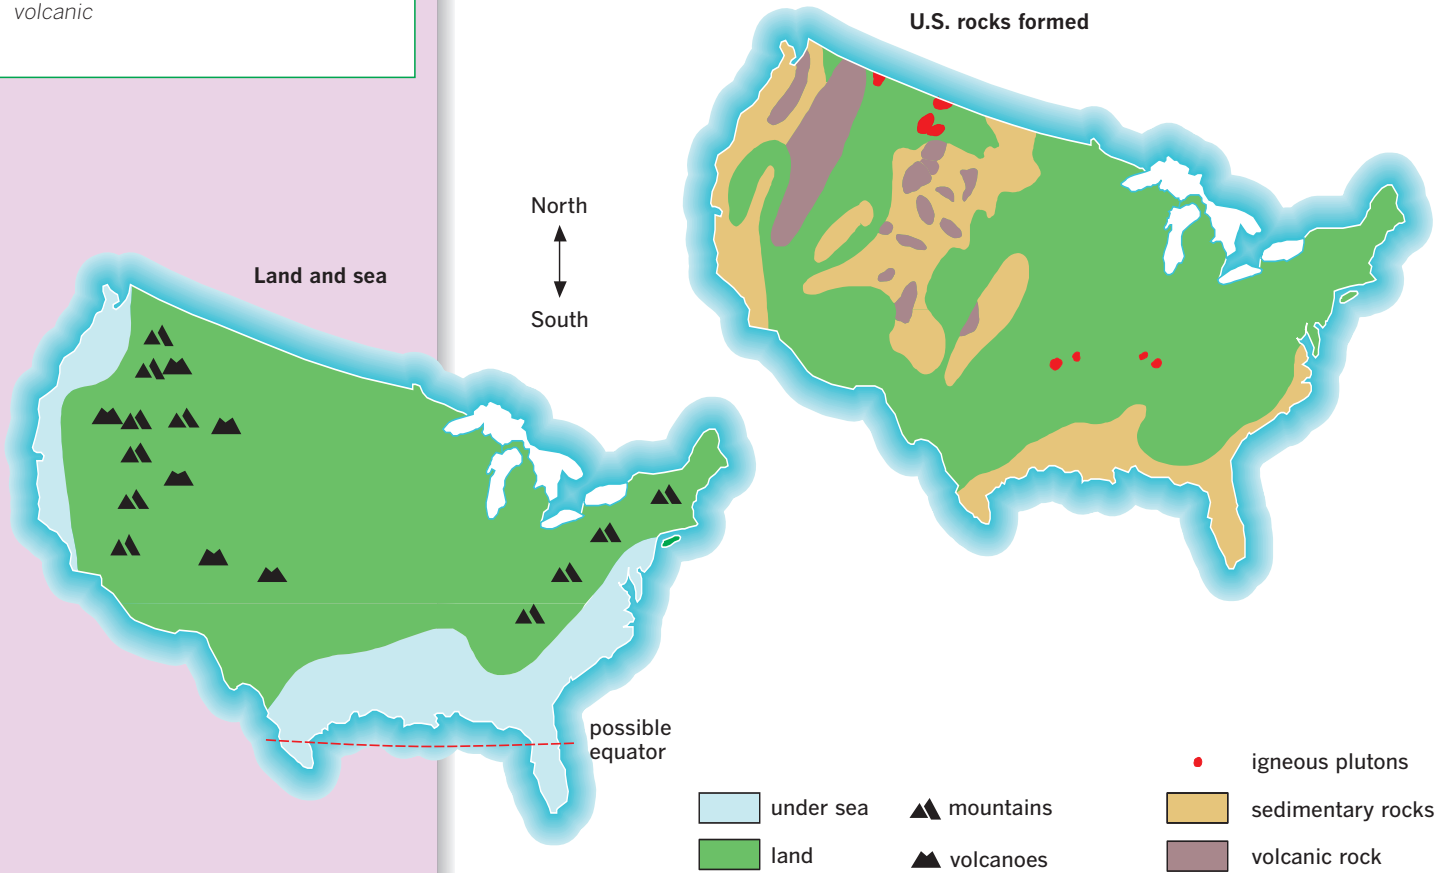 volcanic
U.S. rocks formed
North
South
Land and sea
possible
equator
under sea
land
mountains
volcanoes
igneous plutons
sedimentary rocks
volcanic rock